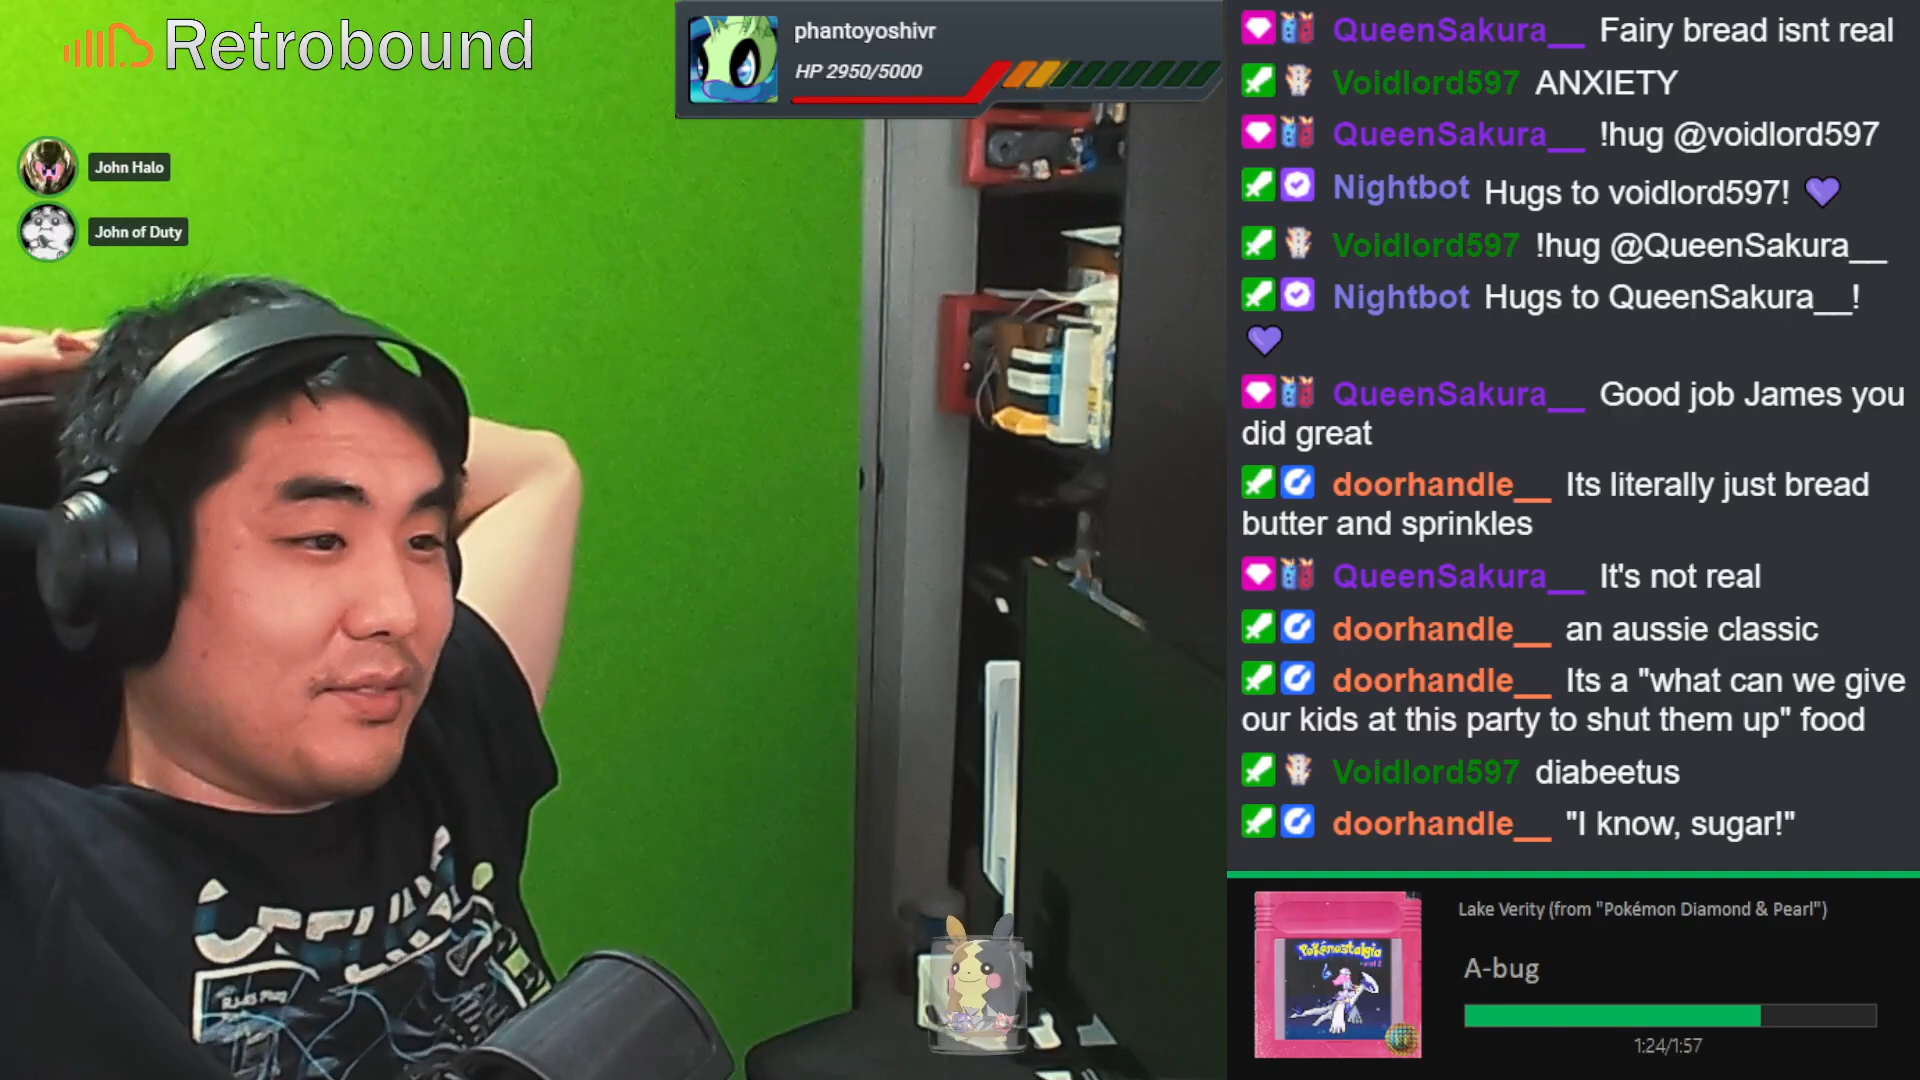 Retrobound
phantoyoshivr
HP 2950/5000
John Halo
John of Duty
QueenSakura__ Fairy bread isnt real
Voidlord597 ANXIETY
QueenSakura__ !hug @voidlord597
Nightbot Hugs to voidlord597! 💜
Voidlord597 !hug @QueenSakura__
Nightbot Hugs to QueenSakura__!
💜
QueenSakura__ Good job James you
did great
doorhandle__ Its literally just bread
butter and sprinkles
QueenSakura__ It's not real
doorhandle__ an aussie classic
doorhandle__ Its a "what can we give
our kids at this party to shut them up" food
Voidlord597 diabeetus
doorhandle__ "I know, sugar!"
Pokénostalgia
Lake Verity (from "Pokémon Diamond & Pearl")
A-bug
1:24/1:57
RJ-45 Plug